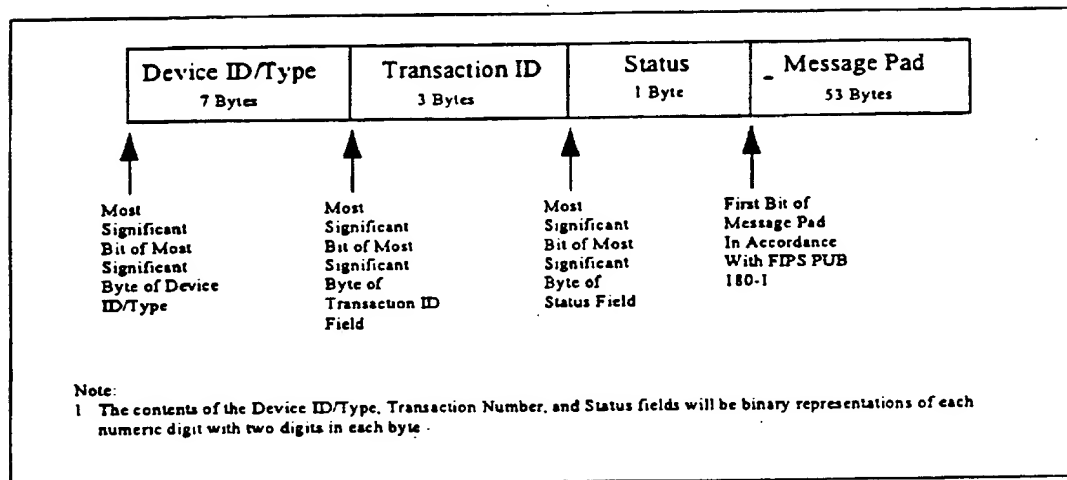 Device ID/Type
7 Bytes
Transaction ID
3 Bytes
Status
1 Byte
Message Pad
53 Bytes
Most
Significant
Bit of Most
Significant
Byte of Device
ID/Type
Most
Significant
Bit of Most
Significant
Byte of
Transaction ID
Field
Most
Significant
Bit of Most
Significant
Byte of
Status Field
First Bit of
Message Pad
In Accordance
With FIPS PUB
180-1
Note:
1 The contents of the Device ID/Type, Transaction Number, and Status fields will be binary representations of each
numeric digit with two digits in each byte